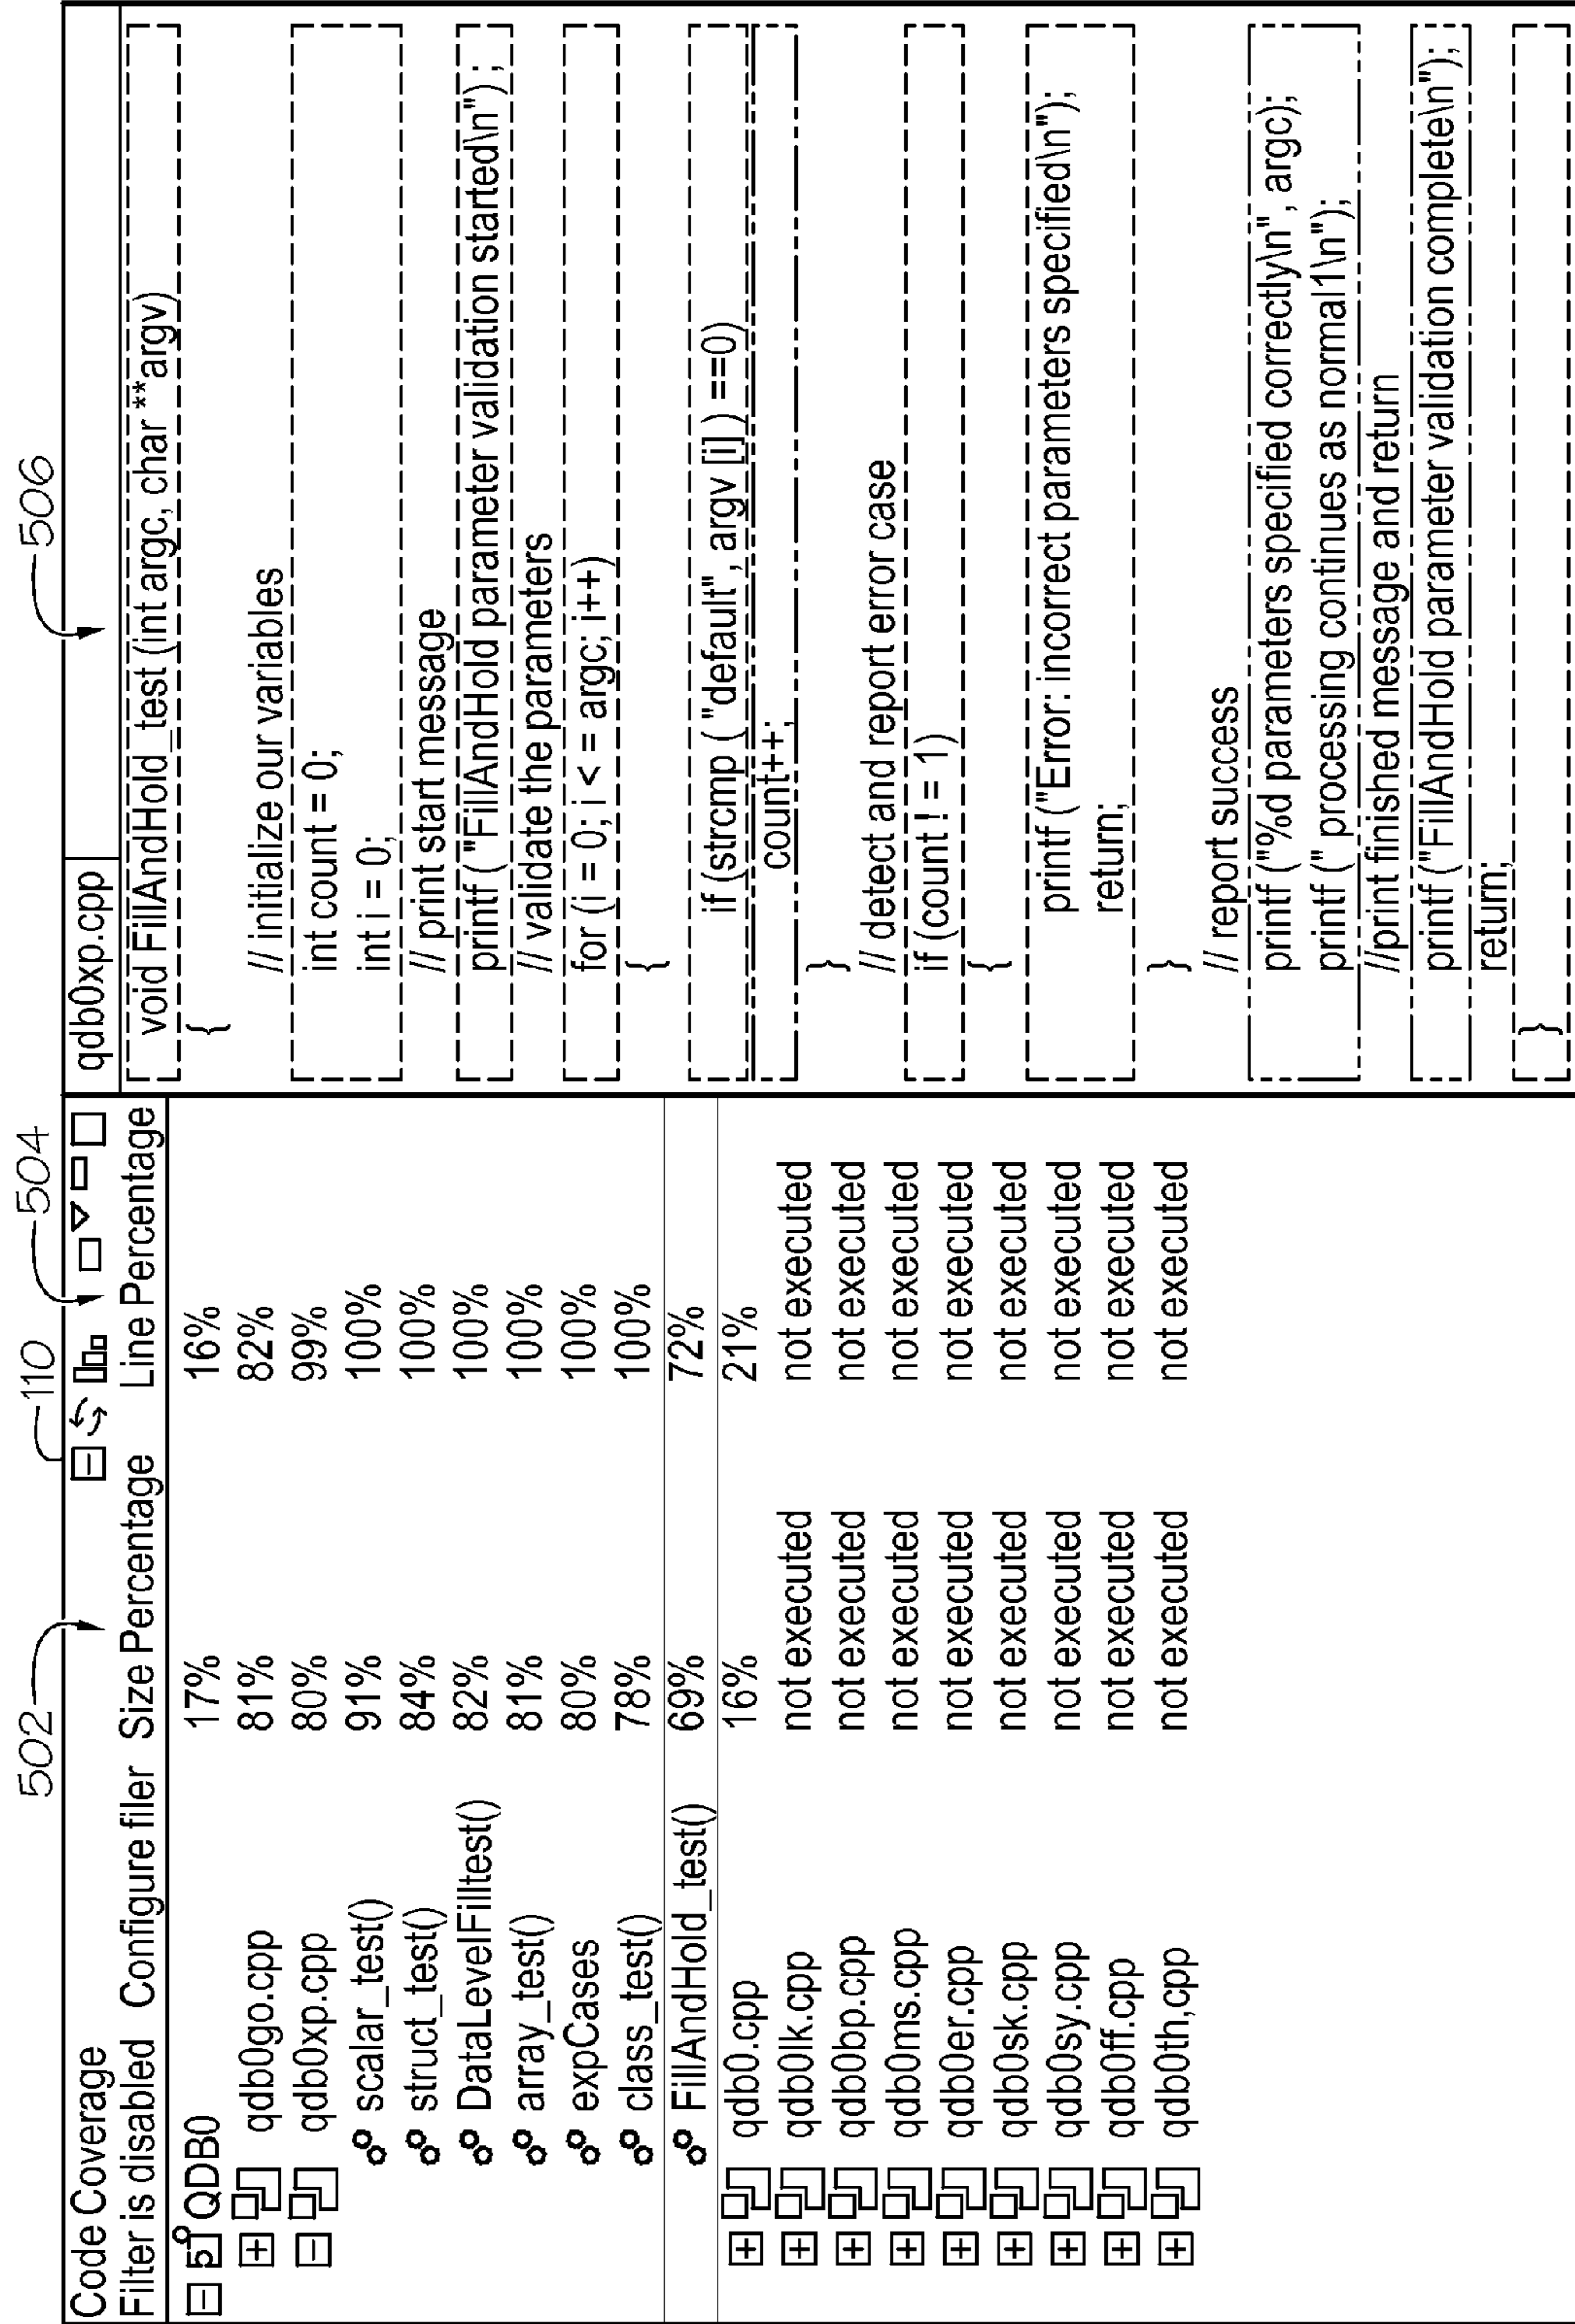 502
110
504
506
Code Coverage
Filter is disabled Configure filer Size Percentage Line Percentage
QDB0 17% 16%
qdb0go.cpp 81% 82%
qdb0xp.cpp 80% 99%
scalar_test() 91% 100%
struct_test() 84% 100%
DataLevelFilltest() 82% 100%
array_test() 81% 100%
expCases 80% 100%
class_test() 78% 100%
FillAndHold_test() 69% 72%
qdb0.cpp 16% 21%
qdb0lk.cpp not executed not executed
qdb0bp.cpp not executed not executed
qdb0ms.cpp not executed not executed
qdb0er.cpp not executed not executed
qdb0sk.cpp not executed not executed
qdb0sy.cpp not executed not executed
qdb0ff.cpp not executed not executed
qdb0th,cpp not executed not executed
qdb0xp.cpp
void FillAndHold_test (int argc, char **argv)
{
// initialize our variables
int count = 0;
int i = 0;
// print start message
printf ("FillAndHold parameter validation started\n") ;
// validate the parameters
for (i = 0; i < = argc; i++)
{
if (strcmp ( "default", argv [i] ) ==0)
count++;
}
// detect and report error case
if (count ! = 1)
{
printf ("Error: incorrect parameters specified\n");
return;
}
// report success
printf ("%d parameters specified correctly\n", argc);
printf (" processing continues as normal1\n");
//print finished message and return
printf ("FillAndHold parameter validation complete\n");
return;
}